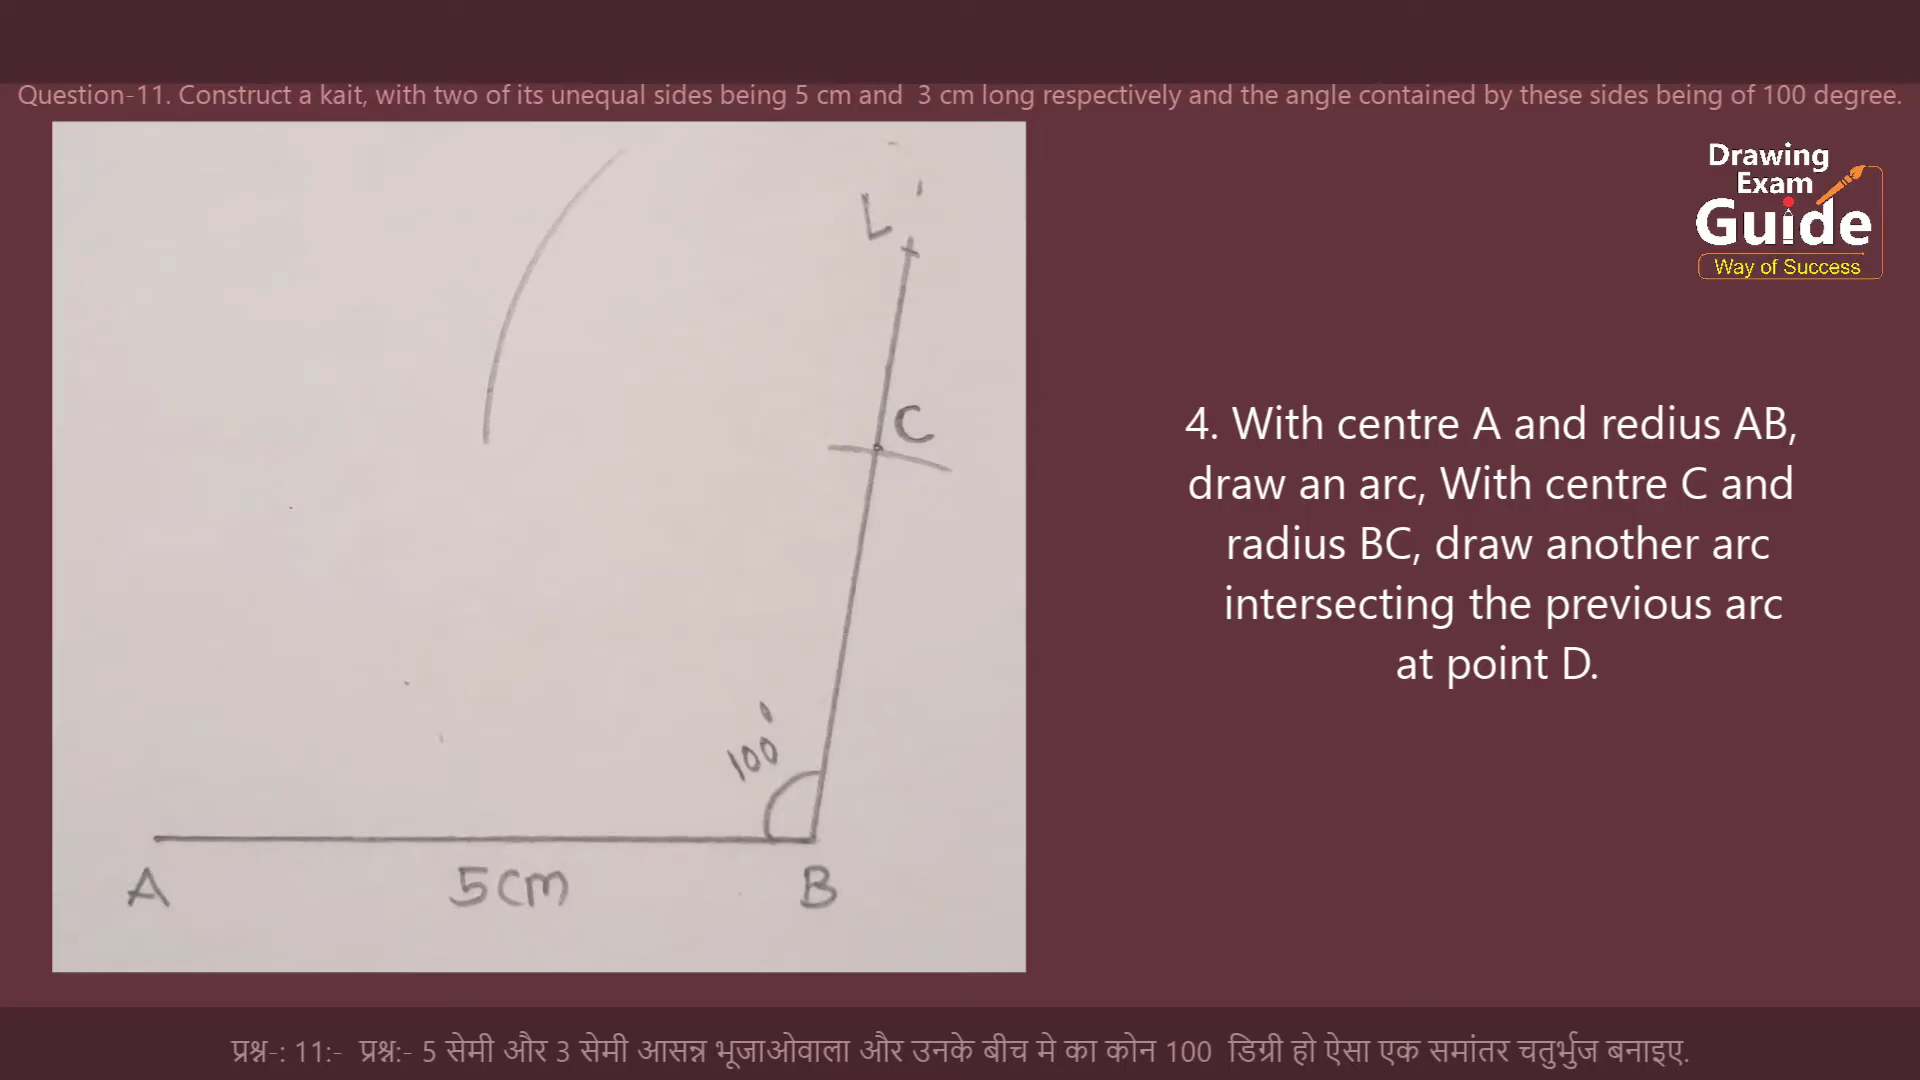 Question-11. Construct a kait, with two of its unequal sides being 5 cm and 3 cm long respectively and the angle contained by these sides being of 100 degree.
Drawing
Exam
Guide
Way of Success
L
C
100°
A
5cm
B
4. With centre A and redius AB,
draw an arc, With centre C and
radius BC, draw another arc
intersecting the previous arc
at point D.
प्रश्न-: 11:- प्रश्न:- 5 सेमी और 3 सेमी आसन्न भूजाओवाला और उनके बीच मे का कोन 100 डिग्री हो ऐसा एक समांतर चतुर्भुज बनाइए.